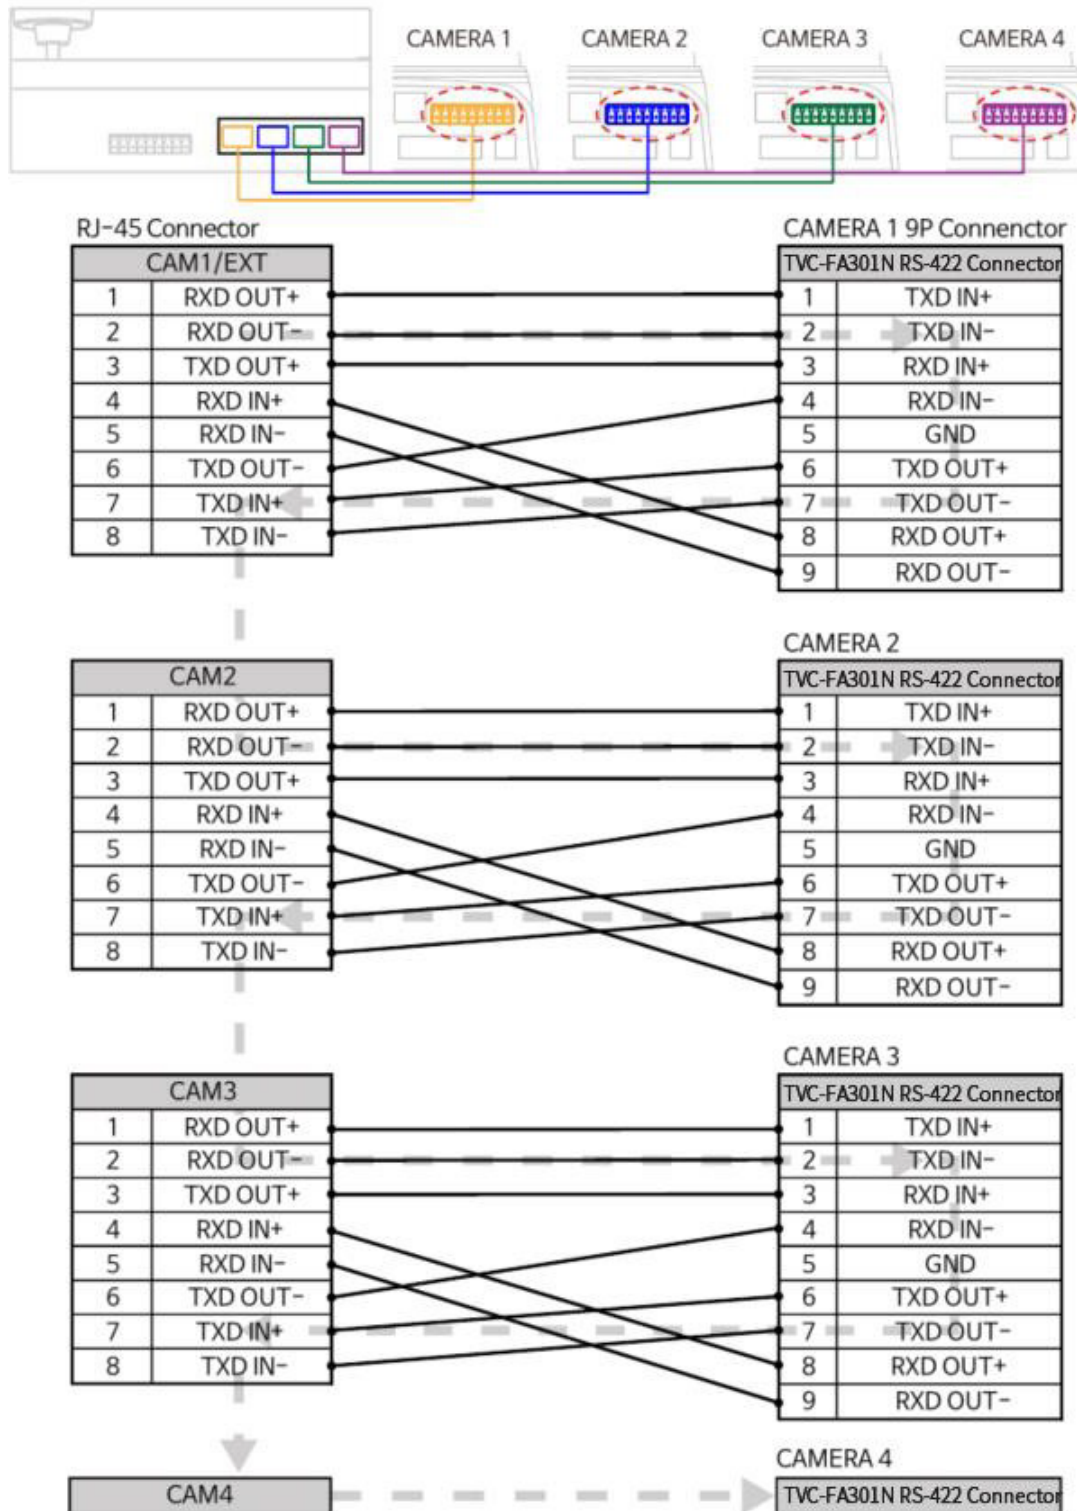 CAMERA 1 CAMERA 2 CAMERA 3 CAMERA 4
RJ-45 Connector
CAM1/EXT
1 RXD OUT+
2 RXD OUT-
3 TXD OUT+
4 RXD IN+
5 RXD IN-
6 TXD OUT-
7 TXD IN+
8 TXD IN-
CAMERA 1 9P Connenctor
TVC-FA301N RS-422 Connector
1 TXD IN+
2 TXD IN-
3 RXD IN+
4 RXD IN-
5 GND
6 TXD OUT+
7 TXD OUT-
8 RXD OUT+
9 RXD OUT-
CAM2
1 RXD OUT+
2 RXD OUT-
3 TXD OUT+
4 RXD IN+
5 RXD IN-
6 TXD OUT-
7 TXD IN+
8 TXD IN-
CAMERA 2
TVC-FA301N RS-422 Connector
1 TXD IN+
2 TXD IN-
3 RXD IN+
4 RXD IN-
5 GND
6 TXD OUT+
7 TXD OUT-
8 RXD OUT+
9 RXD OUT-
CAM3
1 RXD OUT+
2 RXD OUT-
3 TXD OUT+
4 RXD IN+
5 RXD IN-
6 TXD OUT-
7 TXD IN+
8 TXD IN-
CAMERA 3
TVC-FA301N RS-422 Connector
1 TXD IN+
2 TXD IN-
3 RXD IN+
4 RXD IN-
5 GND
6 TXD OUT+
7 TXD OUT-
8 RXD OUT+
9 RXD OUT-
CAM4
CAMERA 4
TVC-FA301N RS-422 Connector